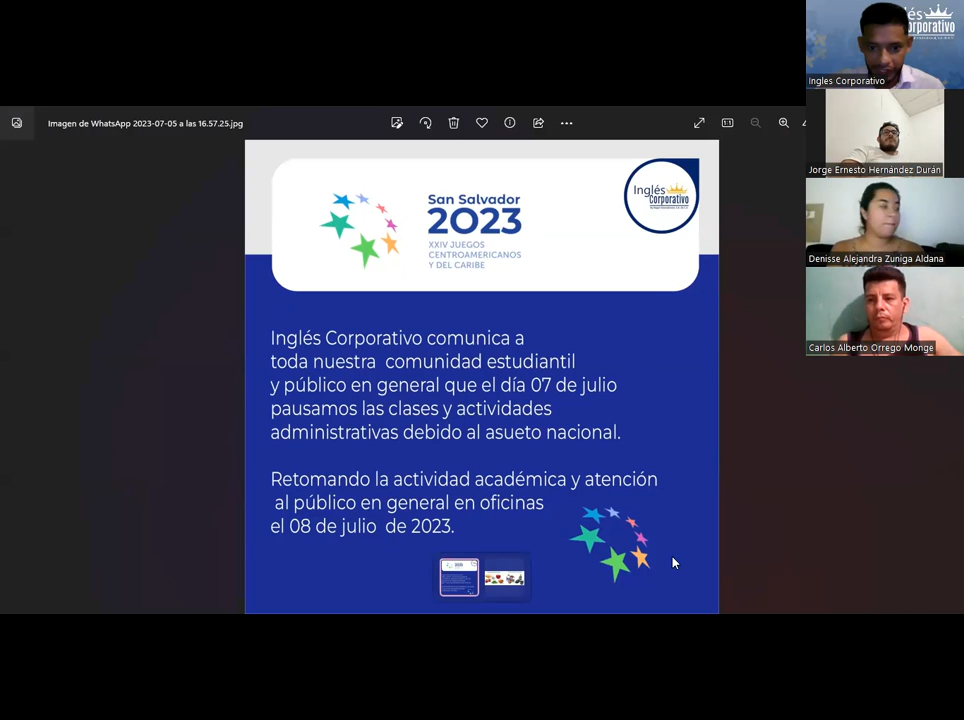 Imagen de WhatsApp 2023-07-05 a las 16.57.25.jpg
San Salvador
2023
XXIV JUEGOS
CENTROAMERICANOS
Y DEL CARIBE
Inglés
Corporativo
Inglés Corporativo comunica a
toda nuestra comunidad estudiantil
y público en general que el día 07 de julio
pausamos las clases y actividades
administrativas debido al asueto nacional.
Retomando la actividad académica y atención
al público en general en oficinas
el 08 de julio de 2023.
Ingles Corporativo
Jorge Ernesto Hernández Durán
Denisse Alejandra Zuniga Aldana
Carlos Alberto Orrego Monge